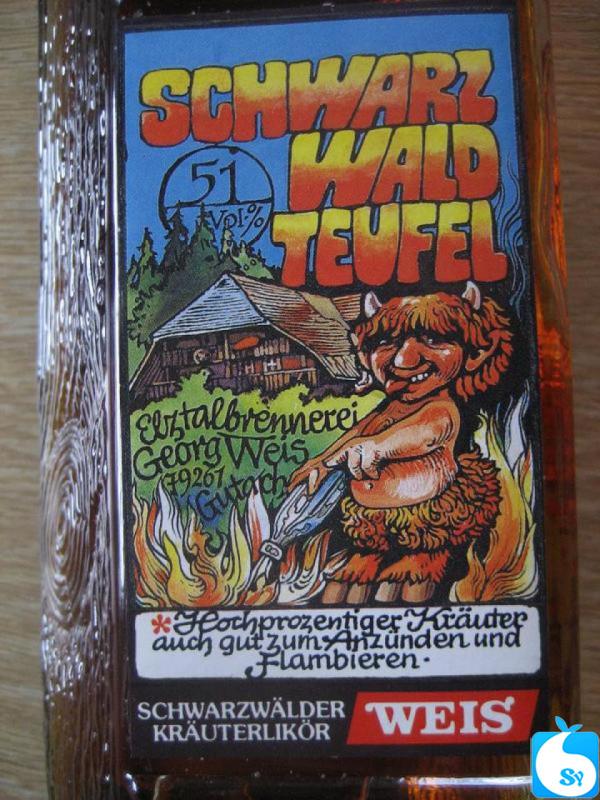 SCHWARZ
WALD
TEUFEL
51
Vol%
Elztalbrennerei
Georg Weis
79261
Gutach
* Hochprozentiger Kräuter
auch gut zum Anzünden und
Flambieren.
SCHWARZWÄLDER
KRÄUTERLIKÖR
WEIS
Sy